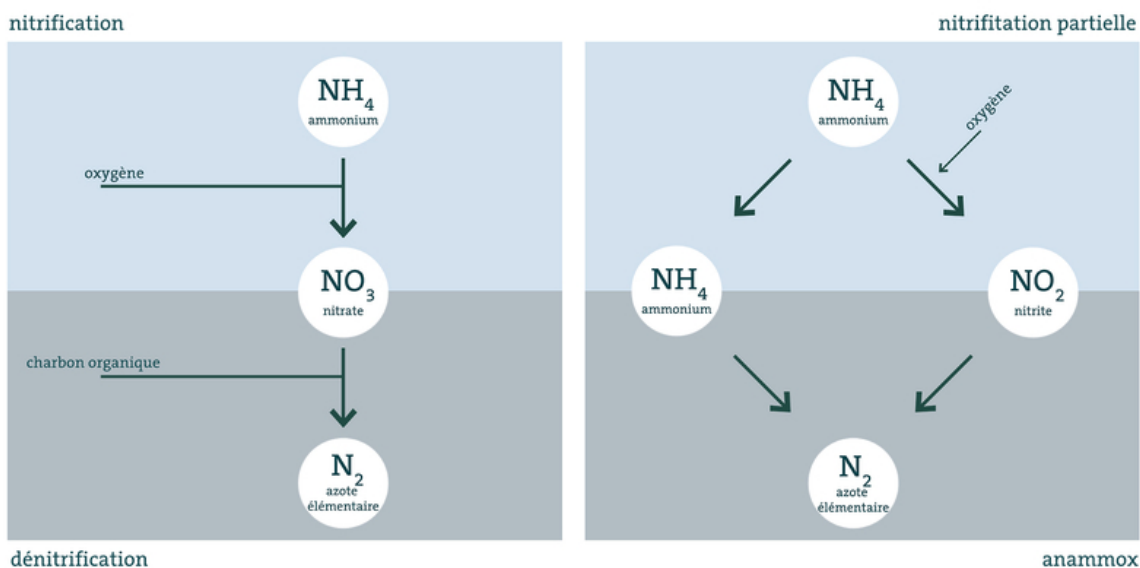 nitrification
NH4
ammonium
oxygène
NO3
nitrate
charbon organique
N2
azote
élémentaire
dénitrification
nitrifitation partielle
NH4
ammonium
oxygène
NH4
ammonium
NO2
nitrite
N2
azote
élémentaire
anammox